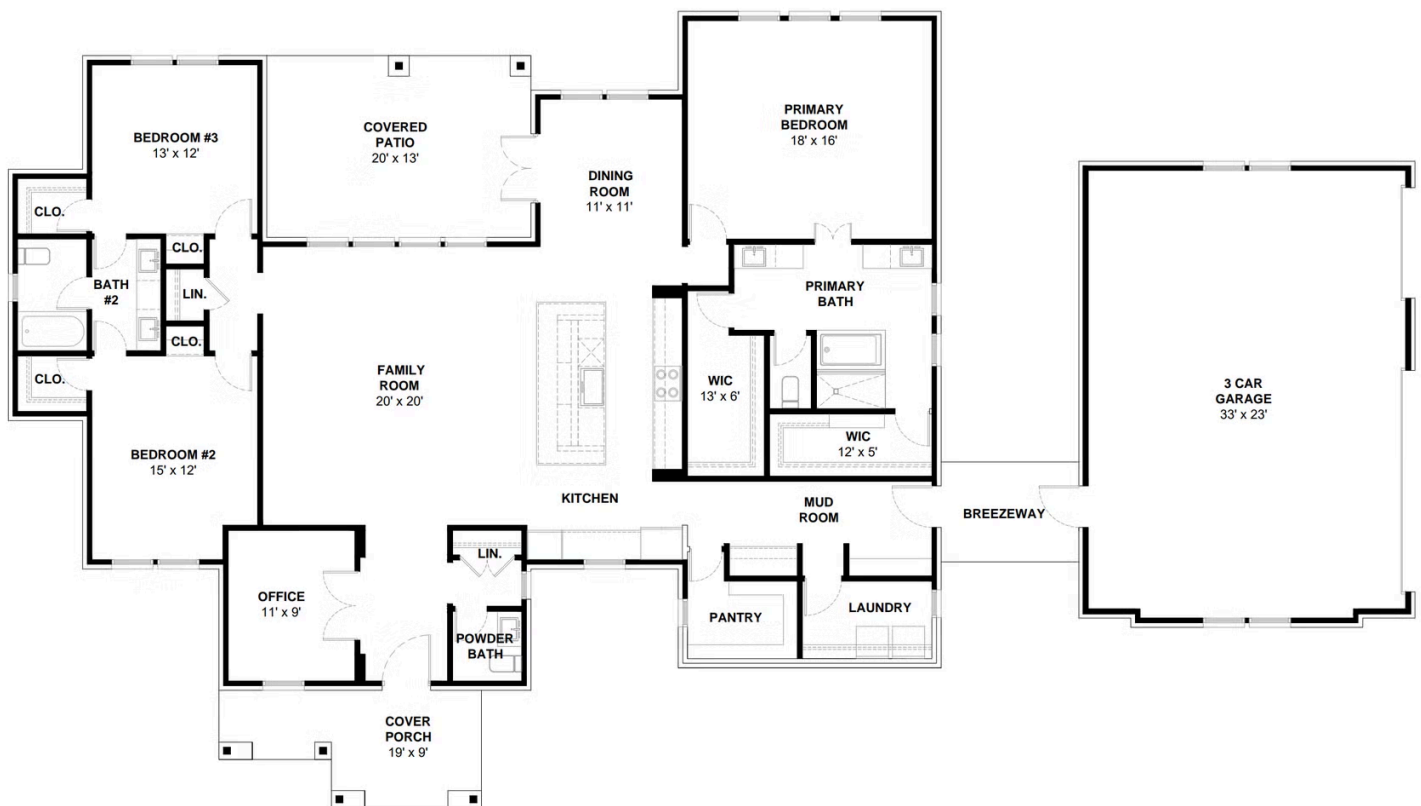 BEDROOM #3
13' x 12'
COVERED
PATIO
20' x 13'
PRIMARY
BEDROOM
18' x 16'
DINING
ROOM
11' x 11'
CLO.
CLO.
BATH
#2
LIN.
PRIMARY
BATH
CLO.
CLO.
FAMILY
ROOM
20' x 20'
WIC
13' x 6'
3 CAR
GARAGE
33' x 23'
WIC
12' x 5'
BEDROOM #2
15' x 12'
KITCHEN
MUD
ROOM
BREEZEWAY
LIN.
OFFICE
11' x 9'
PANTRY
LAUNDRY
POWDER
BATH
COVER
PORCH
19' x 9'